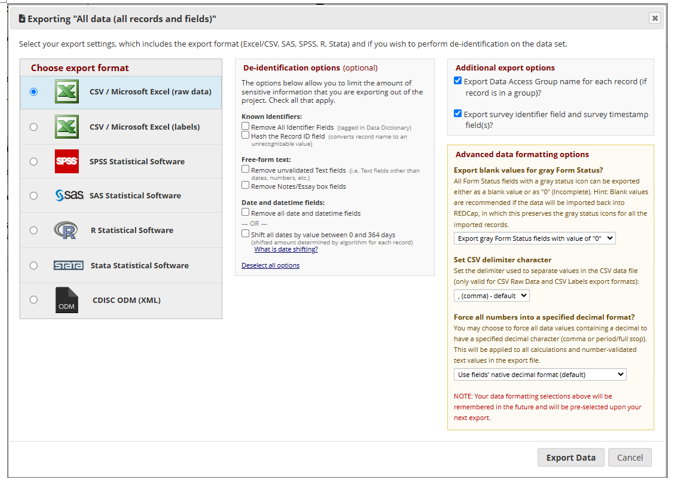 Exporting "All data (all records and fields)"
Select your export settings, which includes the export format (Excel/CSV, SAS, SPSS, R, Stata) and if you wish to perform de-identification on the data set.
Choose export format
CSV / Microsoft Excel (raw data)
CSV / Microsoft Excel (labels)
SPSS
SPSS Statistical Software
sas
SAS Statistical Software
R
R Statistical Software
STATA
Stata Statistical Software
ODM
CDISC ODM (XML)
De-identification options (optional)
The options below allow you to limit the amount of
sensitive information that you are exporting out of the
project. Check all that apply.
Known Identifiers:
Remove All Identifier Fields (tagged in Data Dictionary)
Hash the Record ID field (converts record name to an
unrecognizable value)
Free-form text:
Remove unvalidated Text fields (i.e. Text fields other than
dates, numbers, etc.)
Remove Notes/Essay box fields
Date and datetime fields:
Remove all date and datetime fields
— OR —
Shift all dates by value between 0 and 364 days
(shifted amount determined by algorithm for each record)
What is date shifting?
Deselect all options
Additional export options
Export Data Access Group name for each record (if
record is in a group)?
Export survey identifier field and survey timestamp
field(s)?
Advanced data formatting options
Export blank values for gray Form Status?
All Form Status fields with a gray status icon can be exported
either as a blank value or as "0" (Incomplete). Hint: Blank values
are recommended if the data will be imported back into
REDCap, in which this preserves the gray status icons for all the
imported records.
Export gray Form Status fields with value of "0"
Set CSV delimiter character
Set the delimiter used to separate values in the CSV data file
(only valid for CSV Raw Data and CSV Labels export formats):
, (comma) - default
Force all numbers into a specified decimal format?
You may choose to force all data values containing a decimal to
have a specified decimal character (comma or period/full stop).
This will be applied to all calculations and number-validated
text values in the export file.
Use fields' native decimal format (default)
NOTE: Your data formatting selections above will be
remembered in the future and will be pre-selected upon your
next export.
Export Data
Cancel